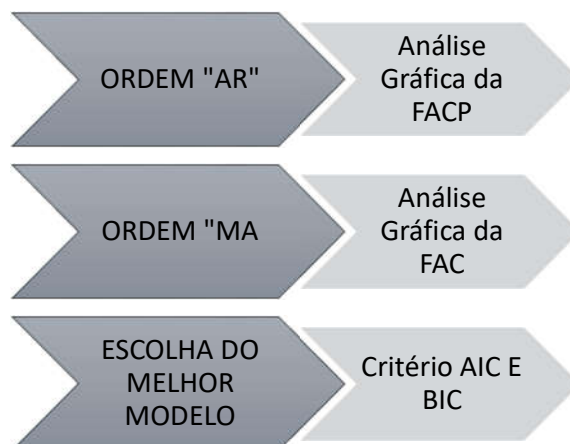 ORDEM "AR"
Análise
Gráfica da
FACP
ORDEM "MA
Análise
Gráfica da
FAC
ESCOLHA DO
MELHOR
MODELO
Critério AIC E
BIC